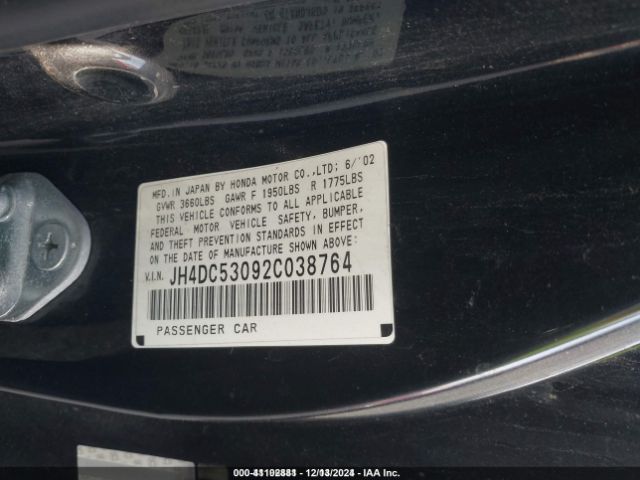 MFD.IN JAPAN BY HONDA MOTOR CO.,LTD; 6/'02
GVWR 3660LBS GAWR F 1950LBS R 1775LBS
THIS VEHICLE CONFORMS TO ALL APPLICABLE
FEDERAL MOTOR VEHICLE SAFETY, BUMPER,
AND THEFT PREVENTION STANDARDS IN EFFECT
ON THE DATE OF MANUFACTURE SHOWN ABOVE:
V.I.N. JH4DC53092C038764
PASSENGER CAR
IAA, Inc.